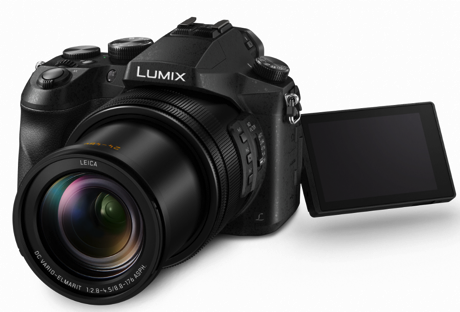 LUMIX
LEICA
DC VARIO-ELMARIT 1:2.8-4.5/8.8-176 ASPH.
L